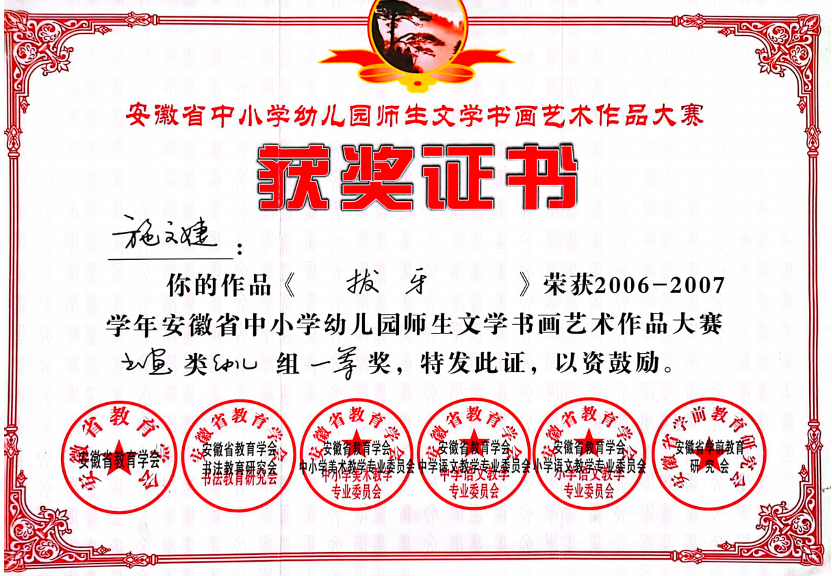 安徽省中小学幼儿园师生文学书画艺术作品大赛
获奖证书
施文婕：
你的作品《拔牙》荣获2006-2007
学年安徽省中小学幼儿园师生文学书画艺术作品大赛
书画类幼儿组一等奖，特发此证，以资鼓励。
安徽省教育学会
安徽省教育学会
安徽省教育学会
安徽省教育学会
书法教育研究会
书法教育研究会
安徽省教育学会
安徽省教育学会
中小学美术教学专业委员会
中小学美术教学
专业委员会
安徽省教育学会
安徽省教育学会
中学语文教学专业委员会
中学语文教学
专业委员会
安徽省教育学会
安徽省教育学会
小学语文教学专业委员会
小学语文教学
专业委员会
安徽省学前教育研究会
安徽省学前教育
研究会